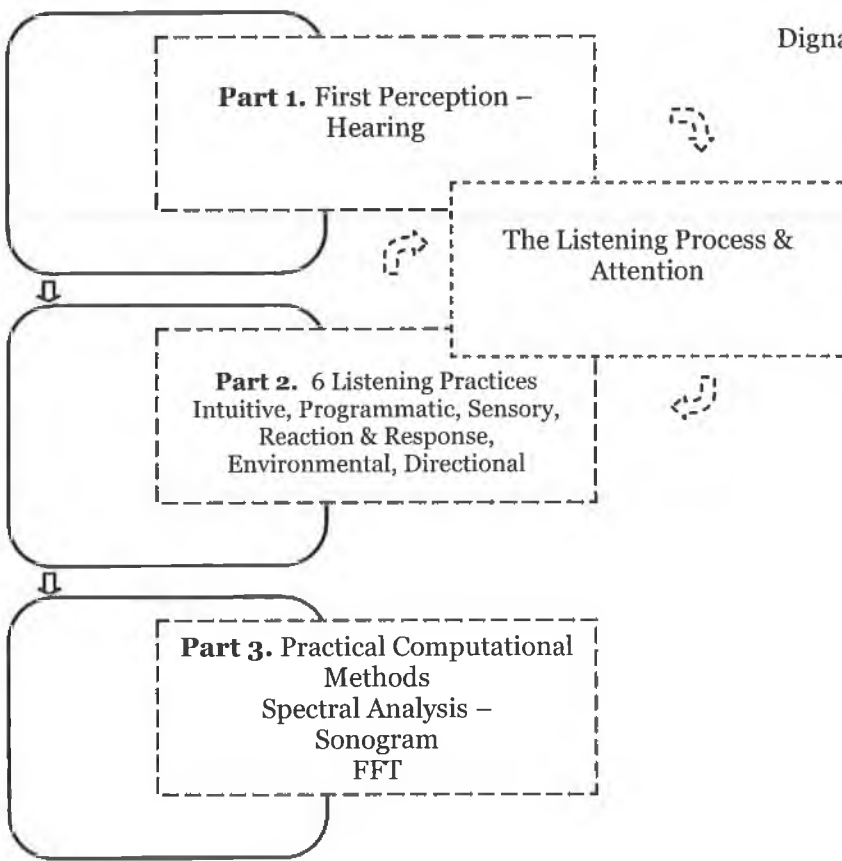 Digna
Part 1. First Perception –
Hearing
The Listening Process &
Attention
Part 2. 6 Listening Practices
Intuitive, Programmatic, Sensory,
Reaction & Response,
Environmental, Directional
Part 3. Practical Computational
Methods
Spectral Analysis –
Sonogram
FFT